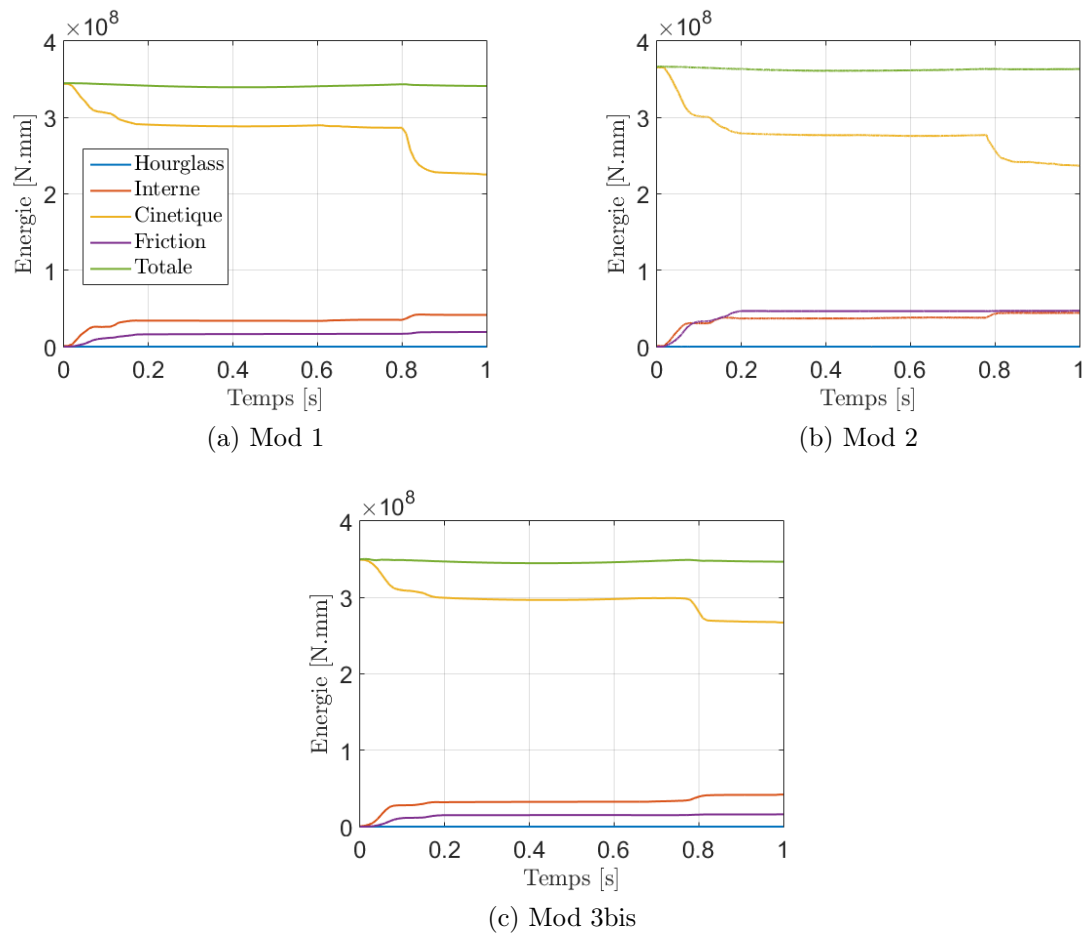 ×10^8
4
3
2
1
0
Energie [N.mm]
Hourglass
Interne
Cinetique
Friction
Totale
0 0.2 0.4 0.6 0.8 1
Temps [s]
(a) Mod 1
×10^8
4
3
2
1
0
Energie [N.mm]
0 0.2 0.4 0.6 0.8 1
Temps [s]
(b) Mod 2
×10^8
4
3
2
1
0
Energie [N.mm]
0 0.2 0.4 0.6 0.8 1
Temps [s]
(c) Mod 3bis